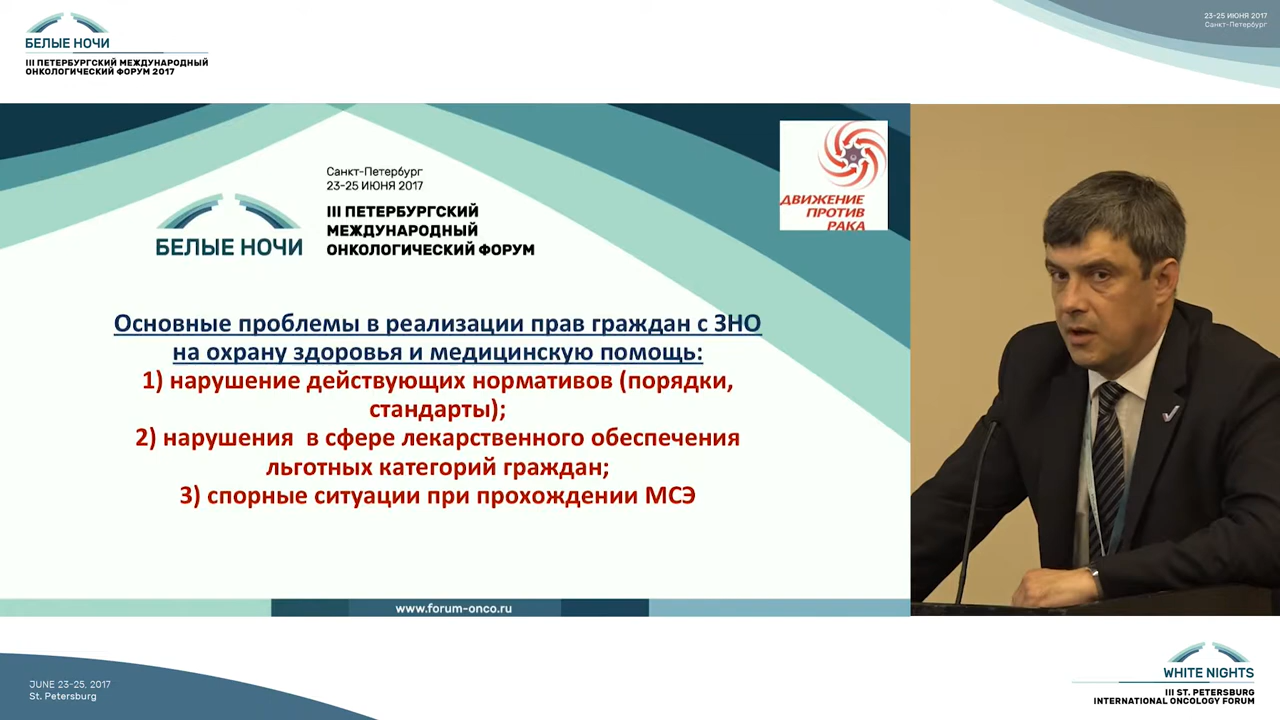 БЕЛЫЕ НОЧИ
III ПЕТЕРБУРГСКИЙ МЕЖДУНАРОДНЫЙ
ОНКОЛОГИЧЕСКИЙ ФОРУМ 2017
23-25 ИЮНЯ 2017
Санкт-Петербург
Санкт-Петербург
23-25 ИЮНЯ 2017
III ПЕТЕРБУРГСКИЙ
МЕЖДУНАРОДНЫЙ
ОНКОЛОГИЧЕСКИЙ ФОРУМ
БЕЛЫЕ НОЧИ
ДВИЖЕНИЕ
ПРОТИВ
РАКА
Основные проблемы в реализации прав граждан с ЗНО
на охрану здоровья и медицинскую помощь:
1) нарушение действующих нормативов (порядки,
стандарты);
2) нарушения в сфере лекарственного обеспечения
льготных категорий граждан;
3) спорные ситуации при прохождении МСЭ
www.forum-onco.ru
JUNE 23-25, 2017
St. Petersburg
WHITE NIGHTS
III ST. PETERSBURG
INTERNATIONAL ONCOLOGY FORUM